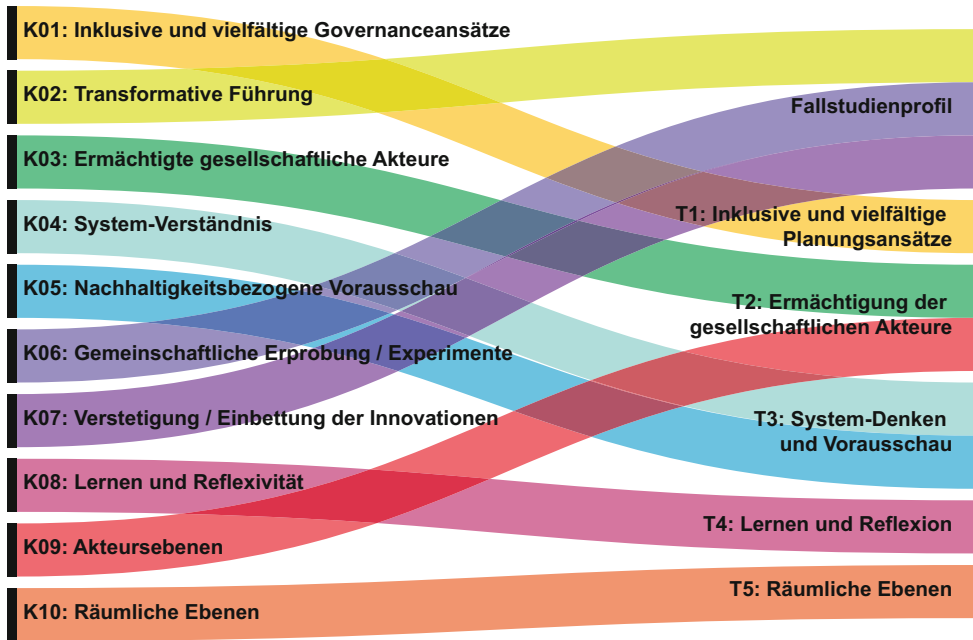 K01: Inklusive und vielfältige Governanceansätze
K02: Transformative Führung
K03: Ermächtigte gesellschaftliche Akteure
K04: System-Verständnis
K05: Nachhaltigkeitsbezogene Vorausschau
K06: Gemeinschaftliche Erprobung / Experimente
K07: Verstetigung / Einbettung der Innovationen
K08: Lernen und Reflexivität
K09: Akteursebenen
K10: Räumliche Ebenen
Fallstudienprofil
T1: Inklusive und vielfältige
Planungsansätze
T2: Ermächtigung der
gesellschaftlichen Akteure
T3: System-Denken
und Vorausschau
T4: Lernen und Reflexion
T5: Räumliche Ebenen